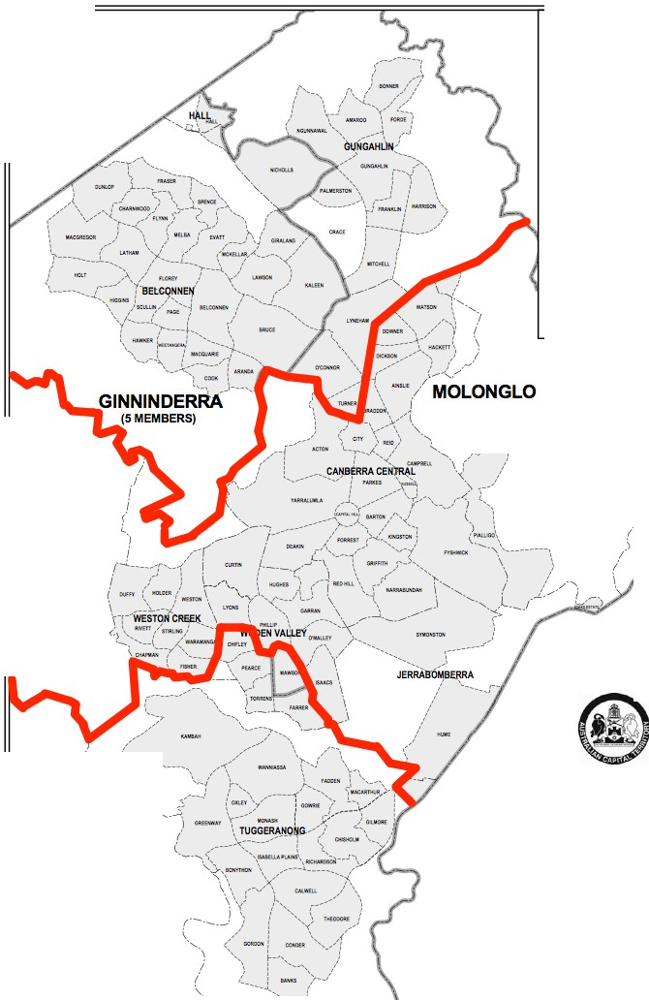 BONNER
HALL
HALL
AMAROO
FORDE
NGUNNAWAL
GUNGAHLIN
GUNGAHLIN
NICHOLLS
DUNLOP
FRASER
PALMERSTON
CHARNWOOD
SPENCE
FRANKLIN
HARRISON
FLYNN
MACGREGOR
MELBA
EVATT
CRACE
GIRALANG
LATHAM
MCKELLAR
MITCHELL
HOLT
FLOREY
LAWSON
KALEEN
BELCONNEN
HIGGINS
SCULLIN
PAGE
BELCONNEN
WATSON
LYNEHAM
BRUCE
DOWNER
HAWKER
WEETANGERA
MACQUARIE
HACKETT
DICKSON
COOK
ARANDA
O'CONNOR
AINSLIE
MOLONGLO
GINNINDERRA
(5 MEMBERS)
TURNER
BRADDON
CITY
REID
ACTON
CAMPBELL
CANBERRA CENTRAL
PARKES
RUSSELL
YARRALUMLA
CAPITAL HILL
BARTON
PIALLIGO
KINGSTON
FORREST
DEAKIN
FYSHWICK
CURTIN
GRIFFITH
HUGHES
RED HILL
NARRABUNDAH
DUFFY
HOLDER
WESTON
LYONS
GARRAN
WESTON CREEK
PHILLIP
RIVETT
STIRLING
WODEN VALLEY
O'MALLEY
SYMONSTON
WARAMANGA
CHIFLEY
CHAPMAN
FISHER
PEARCE
MAWSON
ISAACS
JERRABOMBERRA
TORRENS
FARRER
KAMBAH
HUME
AUSTRALIAN CAPITAL TERRITORY
WANNIASSA
FADDEN
MACARTHUR
OXLEY
GOWRIE
GREENWAY
MONASH
GILMORE
TUGGERANONG
CHISHOLM
ISABELLA PLAINS
RICHARDSON
BONYTHON
CALWELL
THEODORE
GORDON
CONDER
BANKS